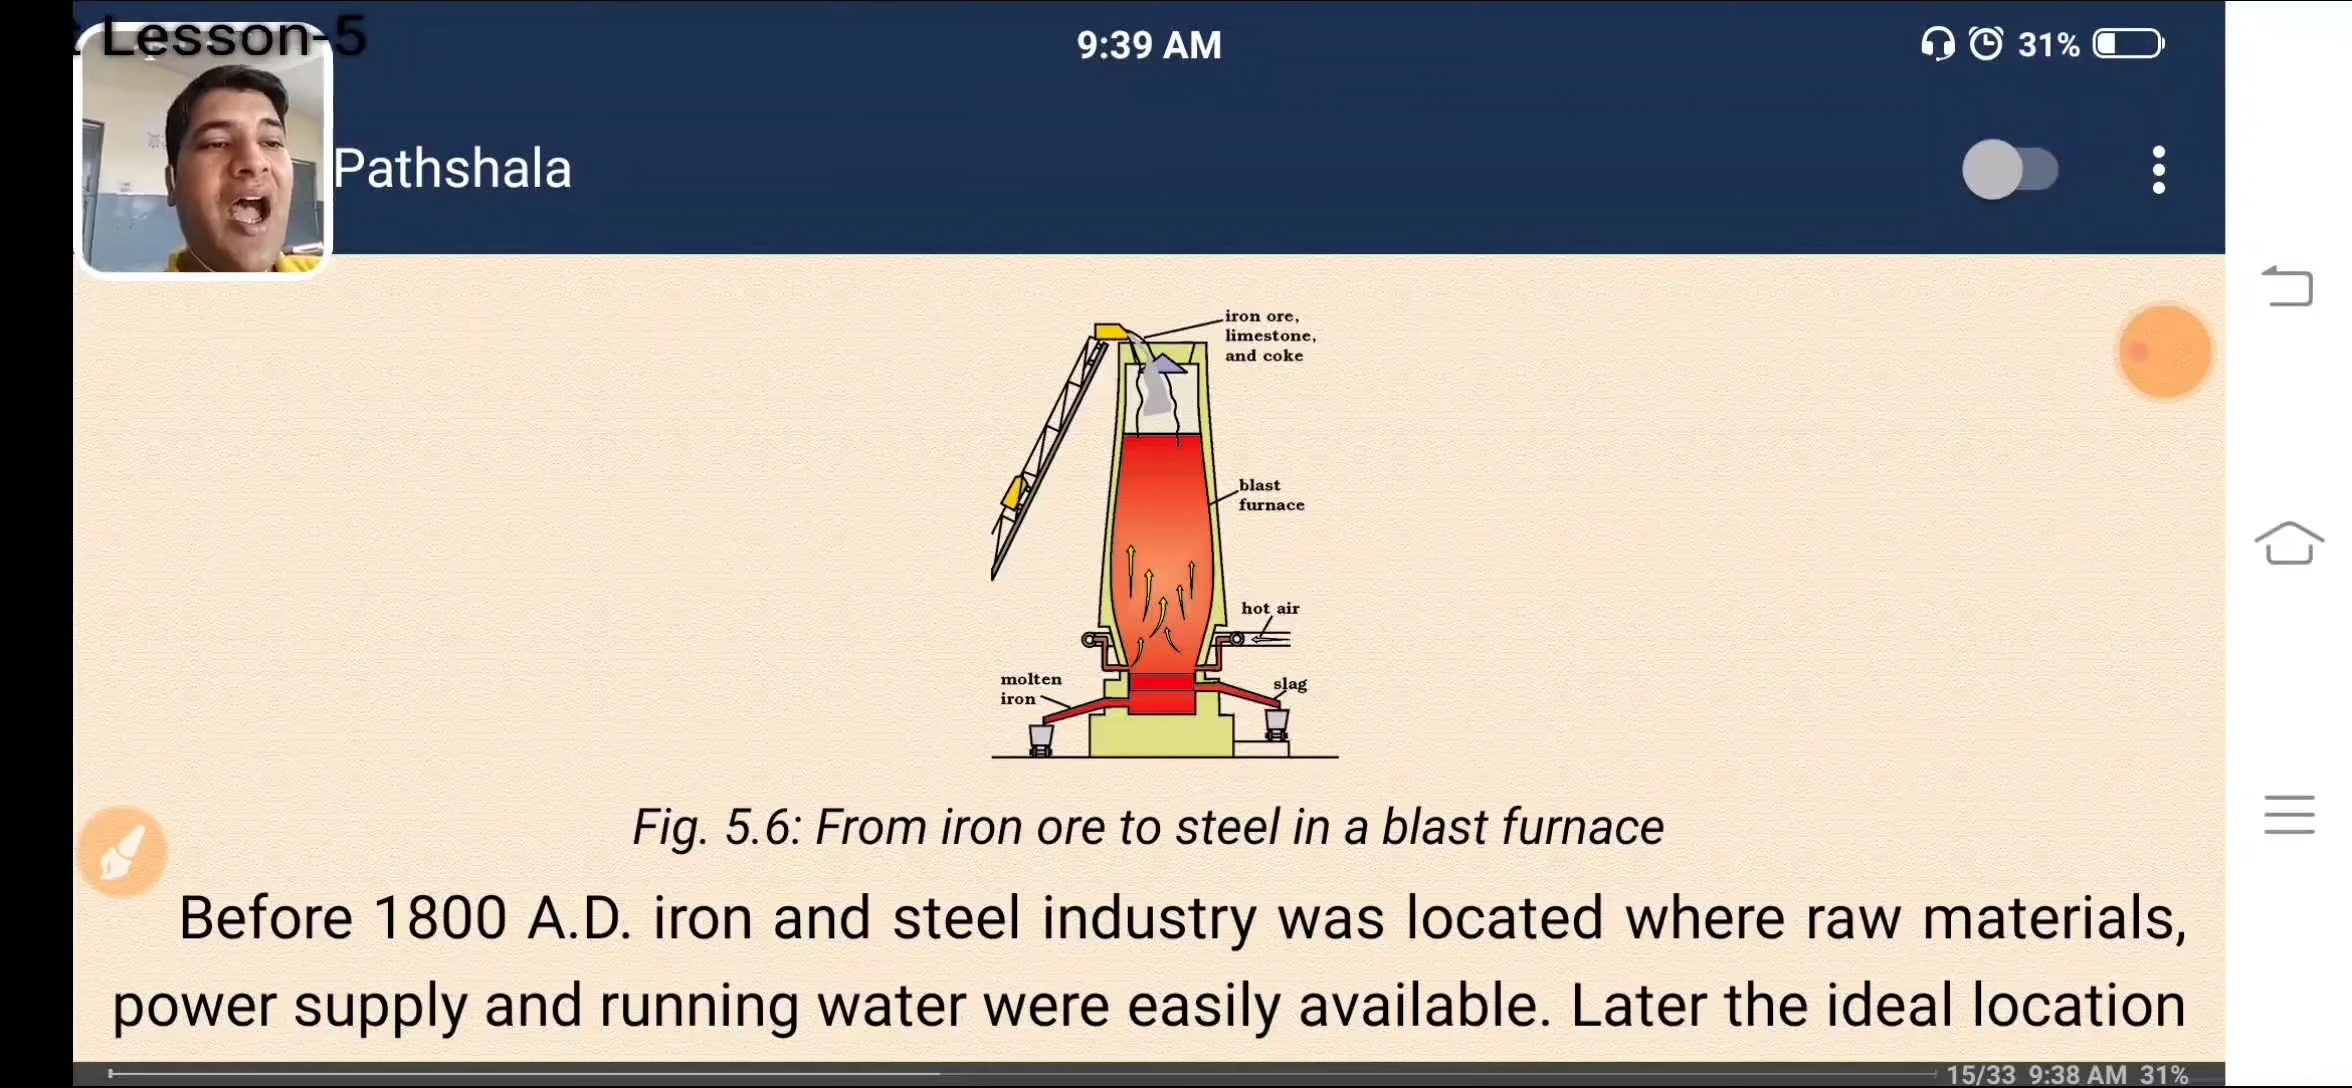 Lesson-5
9:39 AM
31%
Pathshala
iron ore,
limestone,
and coke
blast
furnace
hot air
molten
iron
slag
Fig. 5.6: From iron ore to steel in a blast furnace
Before 1800 A.D. iron and steel industry was located where raw materials,
power supply and running water were easily available. Later the ideal location
15/33 9:38 AM 31%